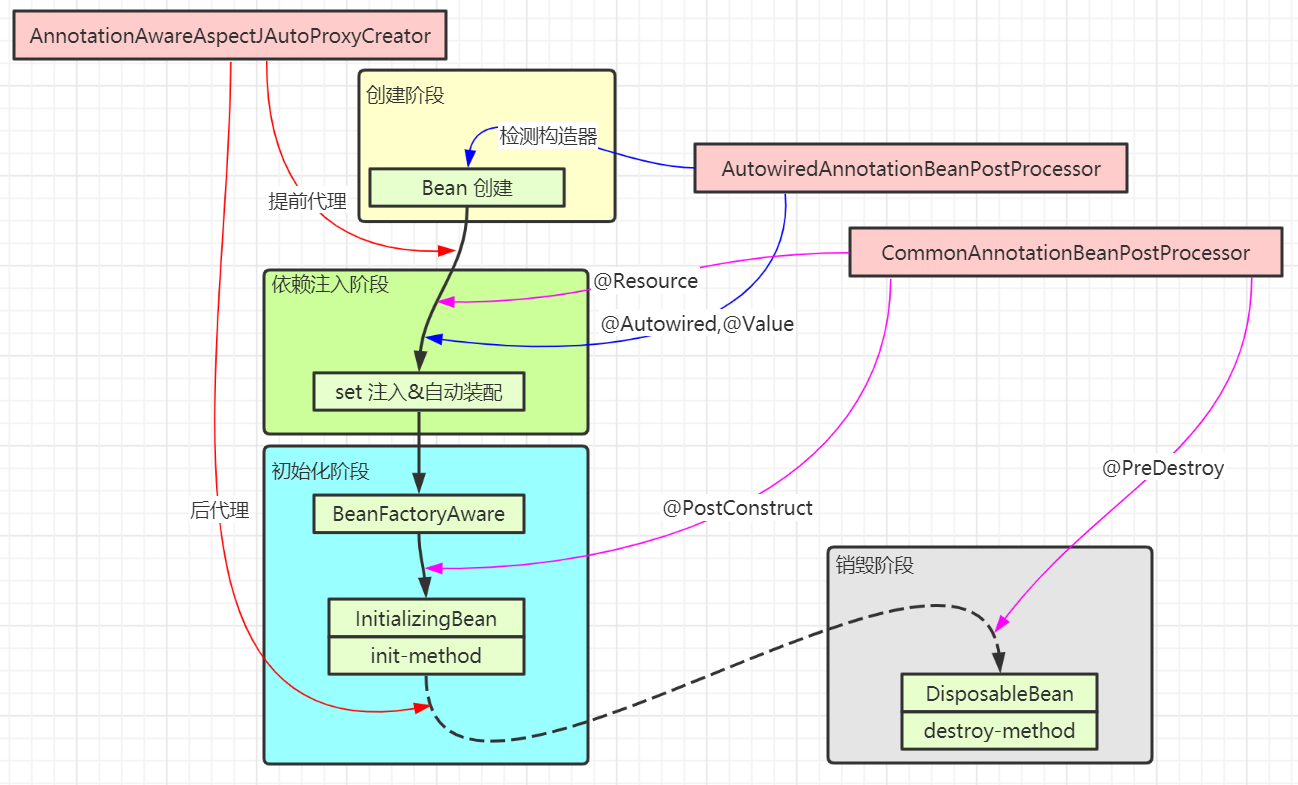 AnnotationAwareAspectJAutoProxyCreator
创建阶段
检测构造器
AutowiredAnnotationBeanPostProcessor
Bean 创建
提前代理
CommonAnnotationBeanPostProcessor
依赖注入阶段
@Resource
@Autowired,@Value
set 注入&自动装配
初始化阶段
@PreDestroy
后代理
BeanFactoryAware
@PostConstruct
销毁阶段
InitializingBean
init-method
DisposableBean
destroy-method